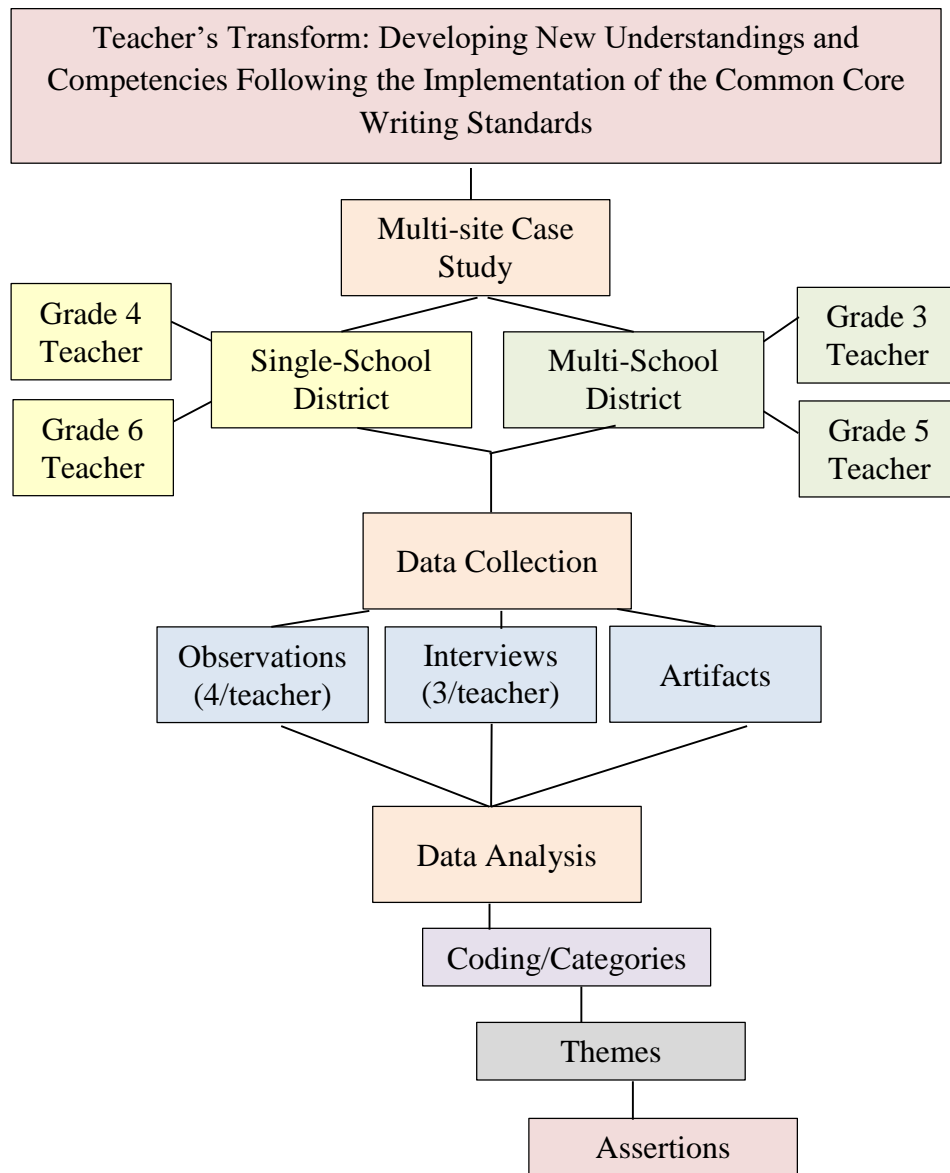 Teacher’s Transform: Developing New Understandings and
Competencies Following the Implementation of the Common Core
Writing Standards
Multi-site Case
Study
Grade 4
Teacher
Grade 6
Teacher
Single-School
District
Multi-School
District
Grade 3
Teacher
Grade 5
Teacher
Data Collection
Observations
(4/teacher)
Interviews
(3/teacher)
Artifacts
Data Analysis
Coding/Categories
Themes
Assertions